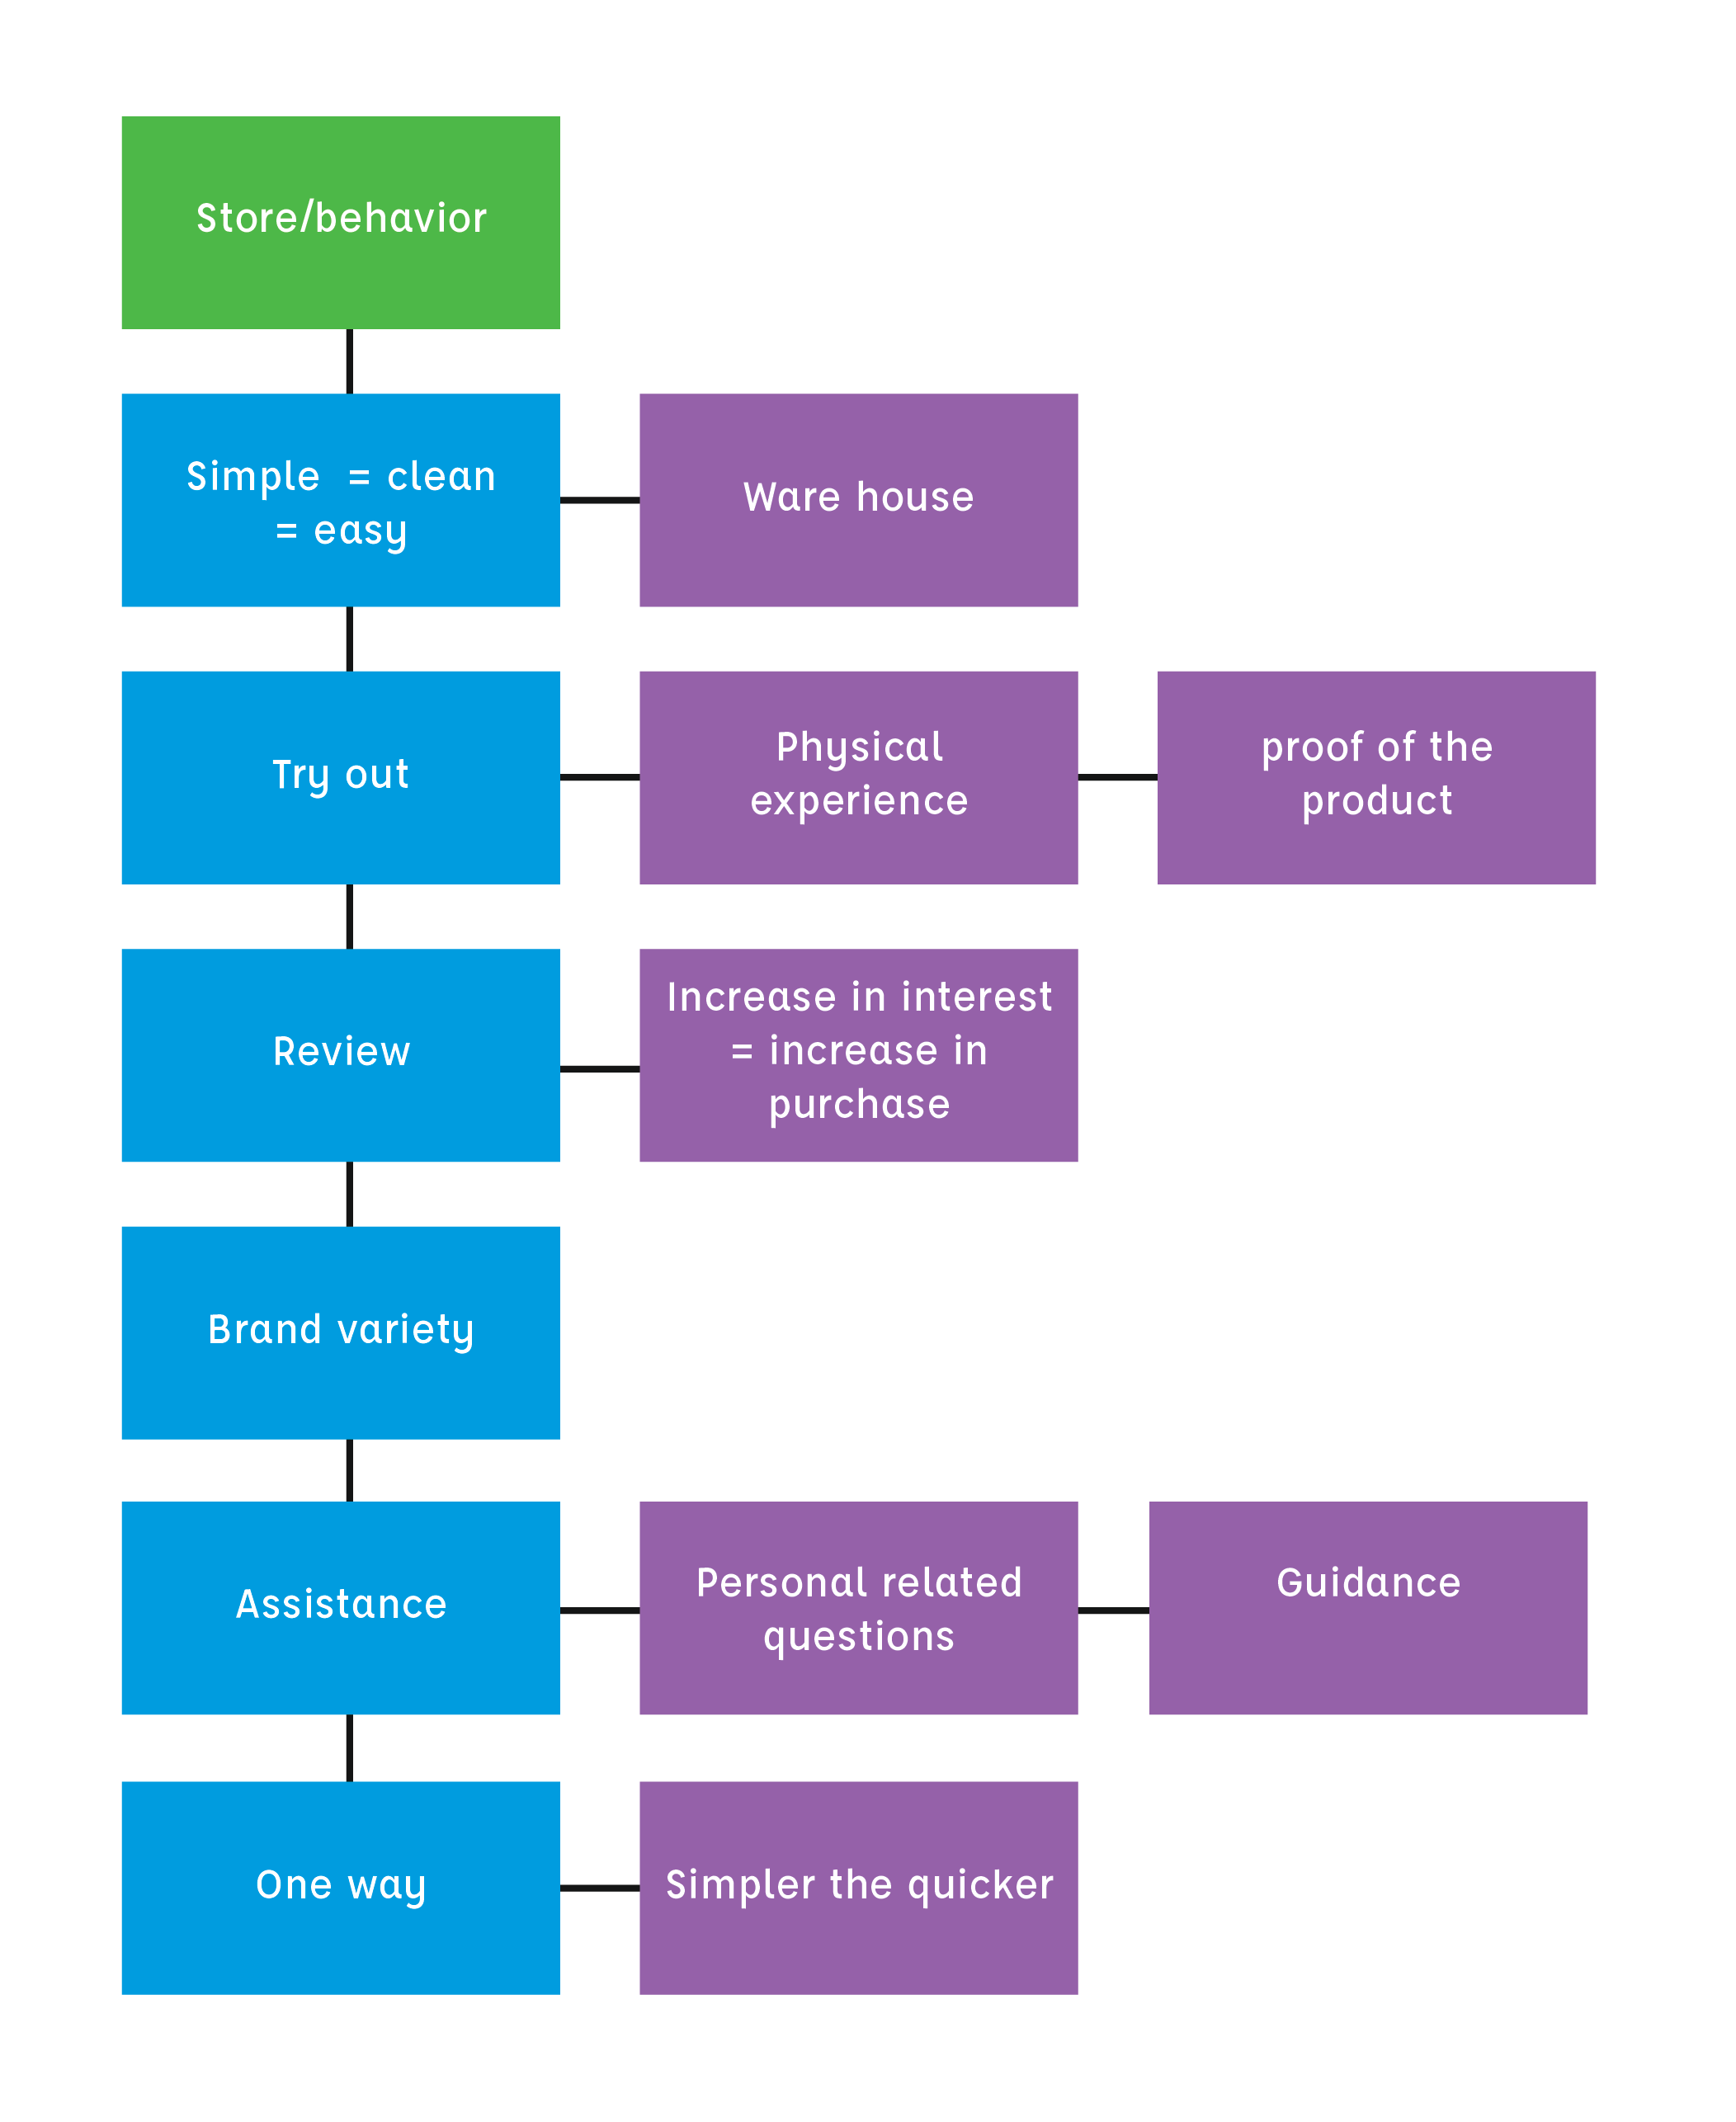 Store/behavior
Simple  = clean
= easy
Ware house
Try out
Physical
experience
proof of the
product
Review
Increase in interest
= increase in
purchase
Brand variety
Assistance
Personal related
questions
Guidance
One way
Simpler the quicker